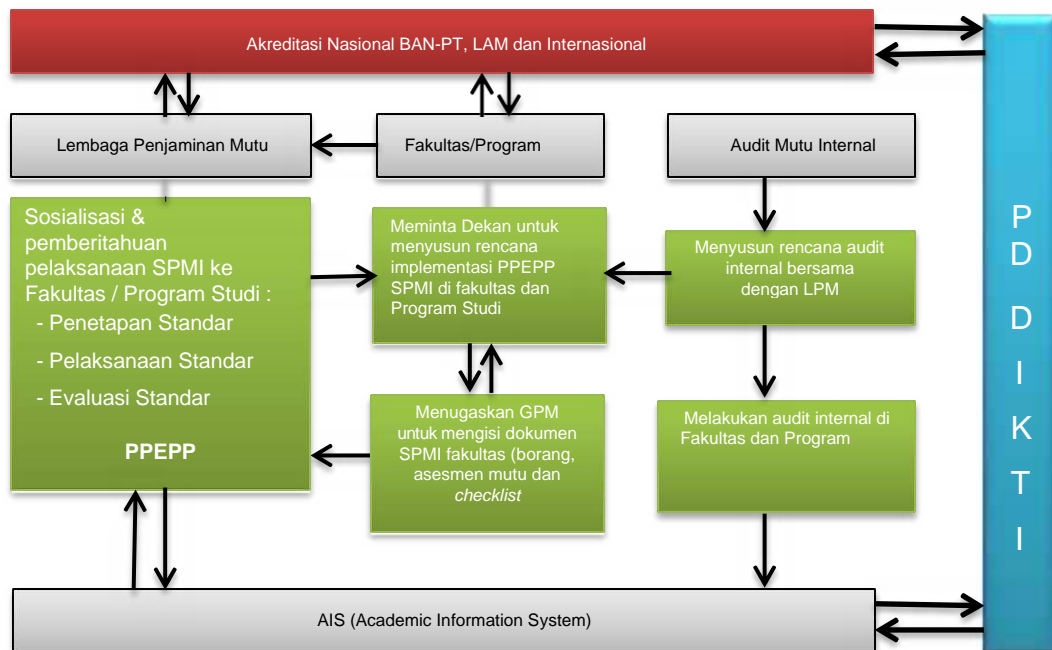 Akreditasi Nasional BAN-PT, LAM dan Internasional
Lembaga Penjaminan Mutu
Fakultas/Program
Audit Mutu Internal
Sosialisasi &
pemberitahuan
pelaksanaan SPMI ke
Fakultas / Program Studi :
- Penetapan Standar
- Pelaksanaan Standar
- Evaluasi Standar
PPEPP
Meminta Dekan untuk
menyusun rencana
implementasi PPEPP
SPMI di fakultas dan
Program Studi
Menyusun rencana audit
internal bersama
dengan LPM
Menugaskan GPM
untuk mengisi dokumen
SPMI fakultas (borang,
asesmen mutu dan
checklist
Melakukan audit internal di
Fakultas dan Program
AIS (Academic Information System)
P
D
D
I
K
T
I